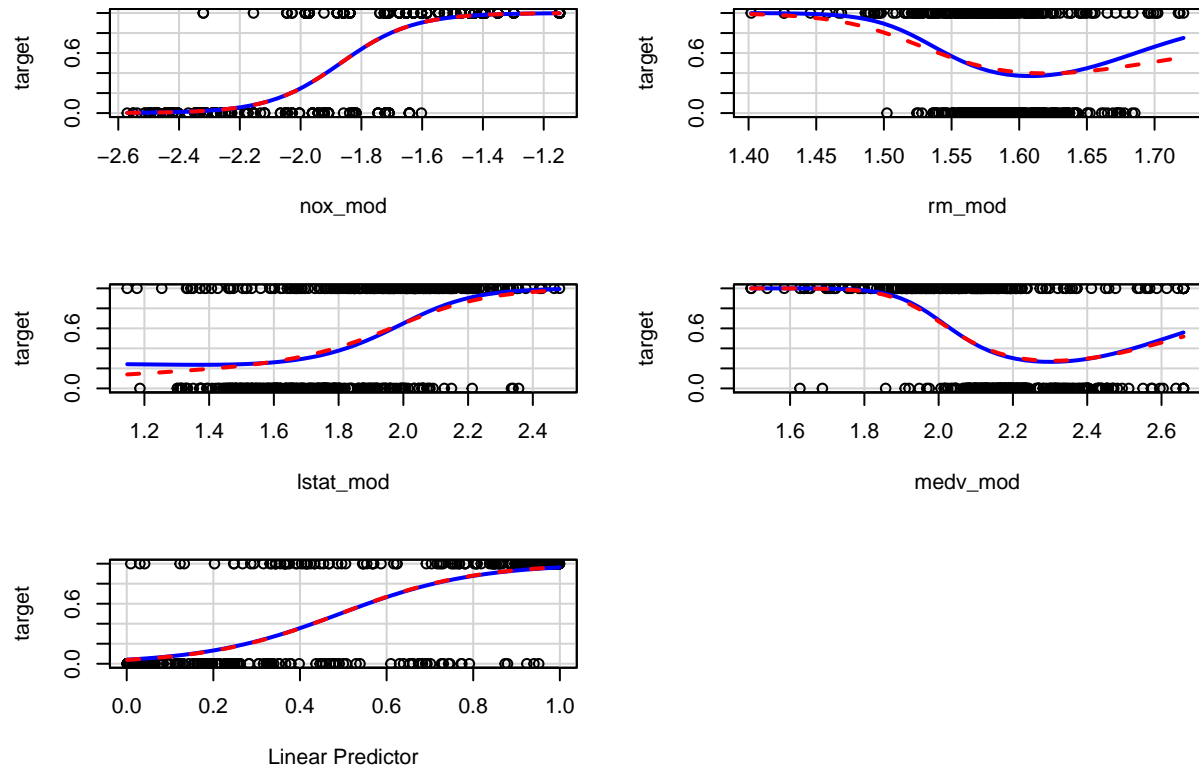 target
0.0 0.6
−2.6 −2.4 −2.2 −2.0 −1.8 −1.6 −1.4 −1.2
nox_mod
target
0.0 0.6
1.40 1.45 1.50 1.55 1.60 1.65 1.70
rm_mod
target
0.0 0.6
1.2 1.4 1.6 1.8 2.0 2.2 2.4
lstat_mod
target
0.0 0.6
1.6 1.8 2.0 2.2 2.4 2.6
medv_mod
target
0.0 0.6
0.0 0.2 0.4 0.6 0.8 1.0
Linear Predictor